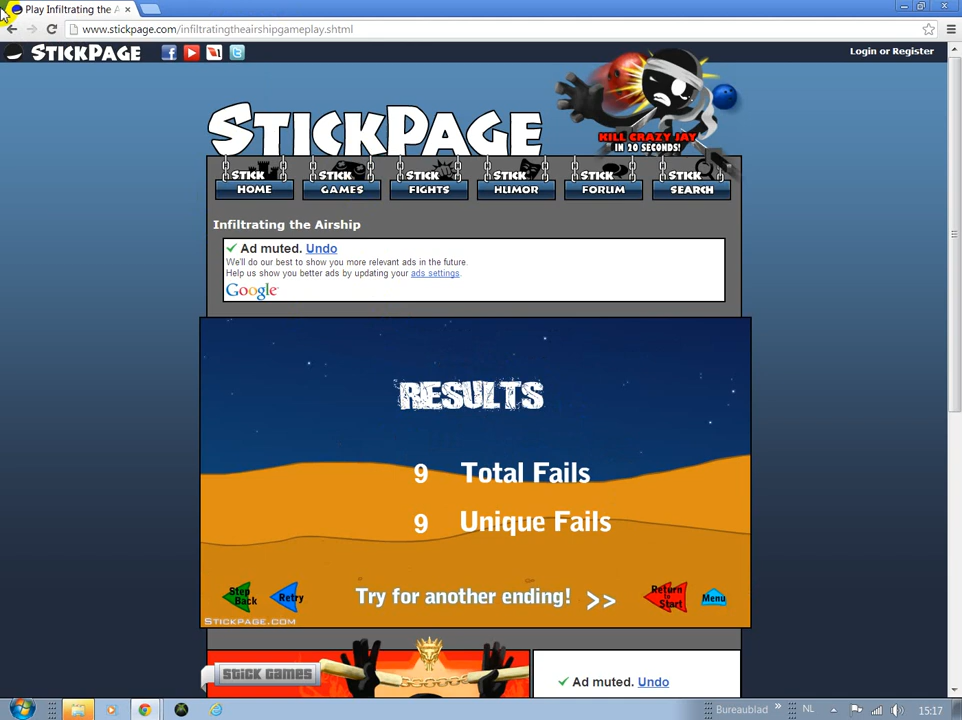 Play Infiltrating the A
www.stickpage.com/infiltratingtheairshipgameplay.shtml
STICKPAGE
Login or Register
STICKPAGE
KILL CRAZY JAY
IN 20 SECONDS!
STICK HOME
STICK GAMES
STICK FIGHTS
STICK HUMOR
STICK FORUM
STICK SEARCH
Infiltrating the Airship
Ad muted. Undo
We'll do our best to show you more relevant ads in the future.
Help us show you better ads by updating your ads settings.
Google
RESULTS
9 Total Fails
9 Unique Fails
Step Back
Retry
Try for another ending! >>
Return to Start
Menu
STICKPAGE.COM
STICK GAMES
Ad muted. Undo
Bureaublad » NL 15:17